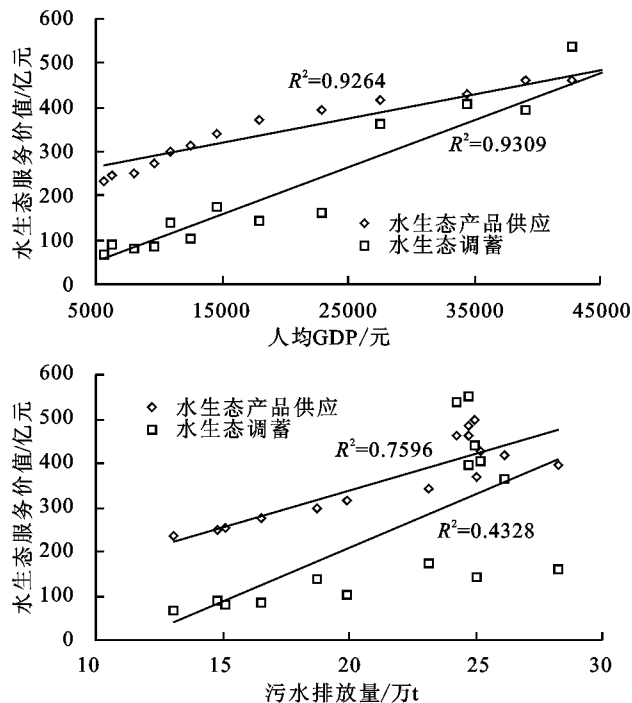 600
500
400
300
200
100
0
水生态服务价值/亿元
R²=0.9264
R²=0.9309
水生态产品供应
水生态调蓄
5000 15000 25000 35000 45000
人均GDP/元
600
500
400
300
200
100
0
水生态服务价值/亿元
水生态产品供应
水生态调蓄
R²=0.7596
R²=0.4328
10 15 20 25 30
污水排放量/万t